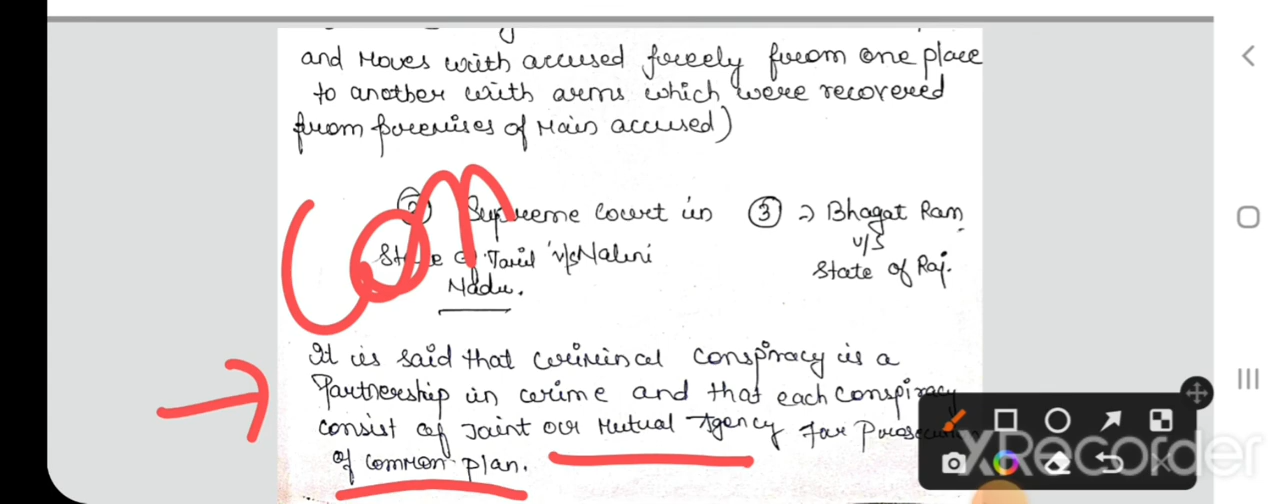 and Moves with accused freely from one place
to another with arms which were recovered
from premises of Main accused)
con
② Supreme Court in
State of Tamil v/s Nalini
Nadu.
③ => Bhagat Ram
v/s
State of Raj.
It is said that criminal conspiracy is a
Partnership in crime and that each conspiracy
consist of Joint our Mutual Agency for
of common plan.
XRecorder